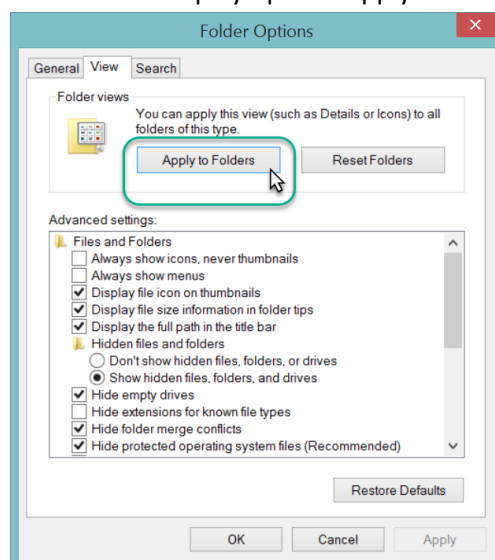 Folder Options
General View Search
Folder views
You can apply this view (such as Details or Icons) to all
folders of this type.
Apply to Folders Reset Folders
Advanced settings:
Files and Folders
Always show icons, never thumbnails
Always show menus
Display file icon on thumbnails
Display file size information in folder tips
Display the full path in the title bar
Hidden files and folders
Don't show hidden files, folders, or drives
Show hidden files, folders, and drives
Hide empty drives
Hide extensions for known file types
Hide folder merge conflicts
Hide protected operating system files (Recommended)
Restore Defaults
OK Cancel Apply